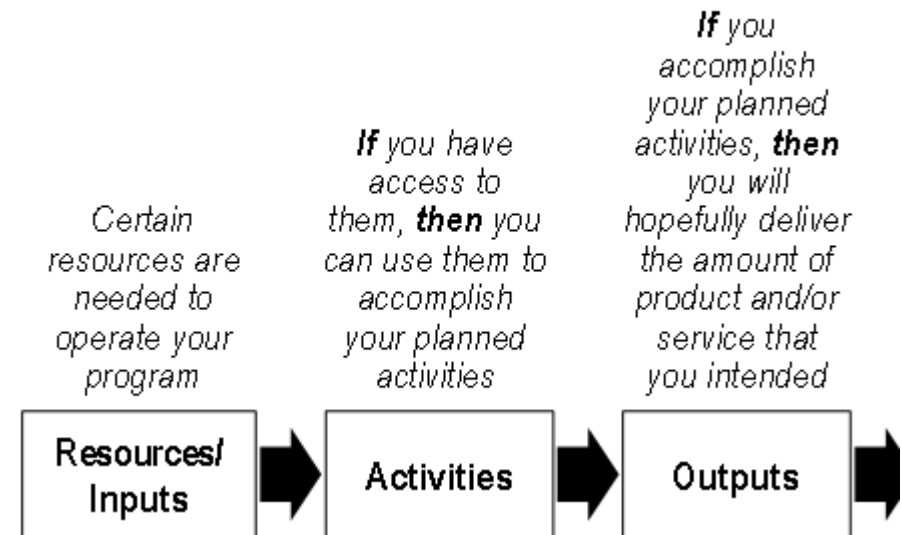 Certain
resources are
needed to
operate your
program
If you have
access to
them, then you
can use them to
accomplish
your planned
activities
If you
accomplish
your planned
activities, then
you will
hopefully deliver
the amount of
product and/or
service that
you intended
Resources/
Inputs
Activities
Outputs